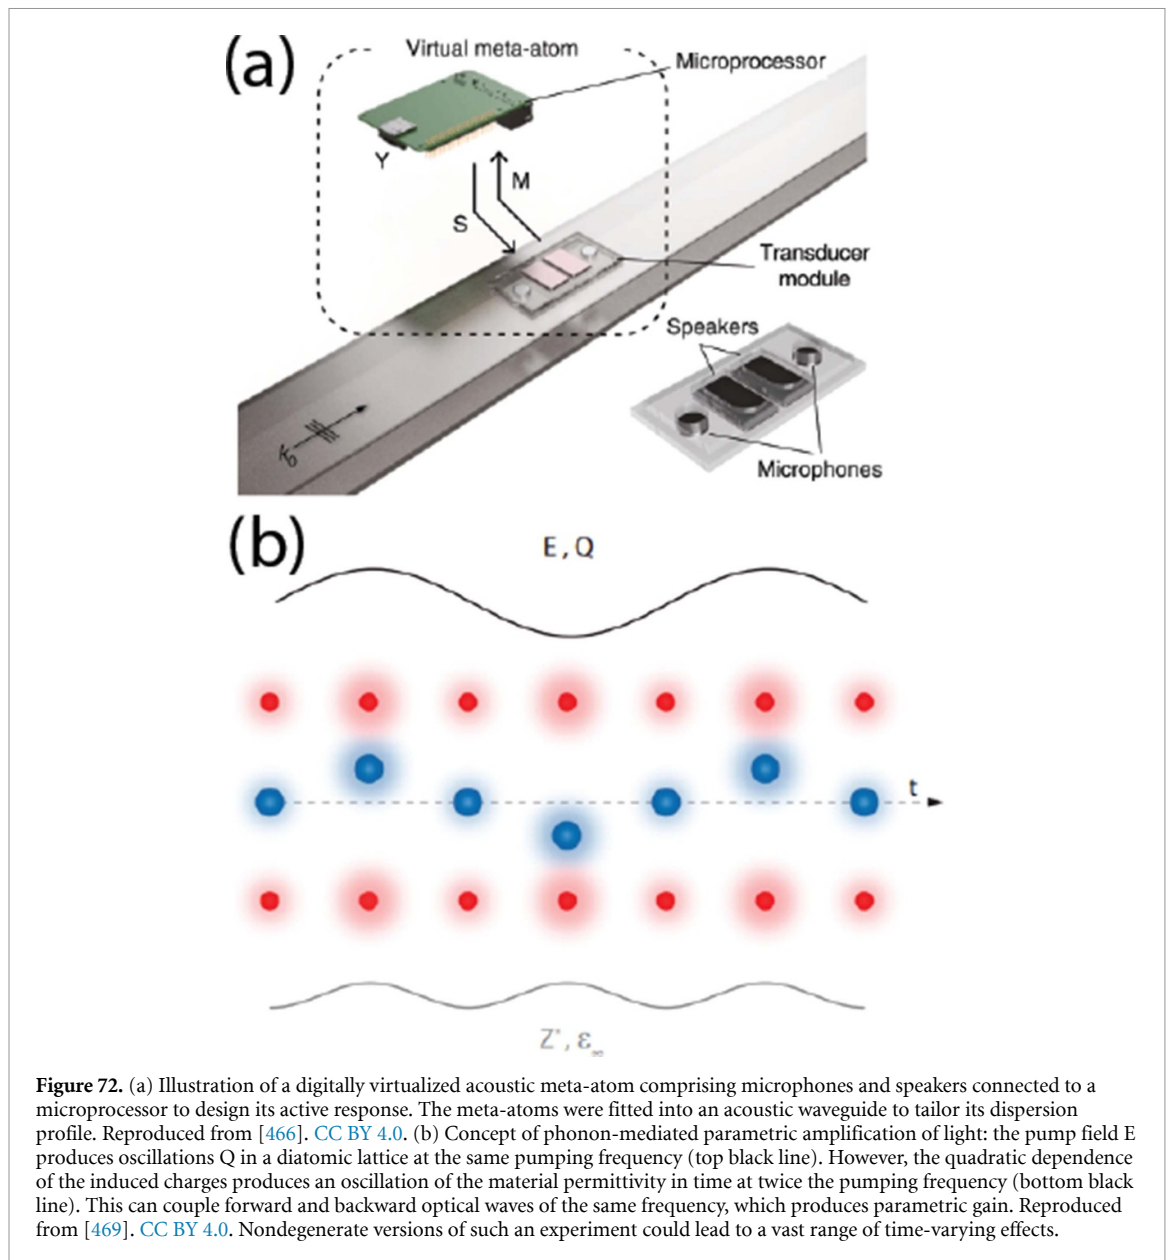 (a)
Virtual meta-atom
Microprocessor
Y
M
S
Transducer
module
Speakers
k0
Microphones
(b)
E, Q
t
Z*, ε∞
Figure 72. (a) Illustration of a digitally virtualized acoustic meta-atom comprising microphones and speakers connected to a
microprocessor to design its active response. The meta-atoms were fitted into an acoustic waveguide to tailor its dispersion
profile. Reproduced from [466]. CC BY 4.0. (b) Concept of phonon-mediated parametric amplification of light: the pump field E
produces oscillations Q in a diatomic lattice at the same pumping frequency (top black line). However, the quadratic dependence
of the induced charges produces an oscillation of the material permittivity in time at twice the pumping frequency (bottom black
line). This can couple forward and backward optical waves of the same frequency, which produces parametric gain. Reproduced
from [469]. CC BY 4.0. Nondegenerate versions of such an experiment could lead to a vast range of time-varying effects.